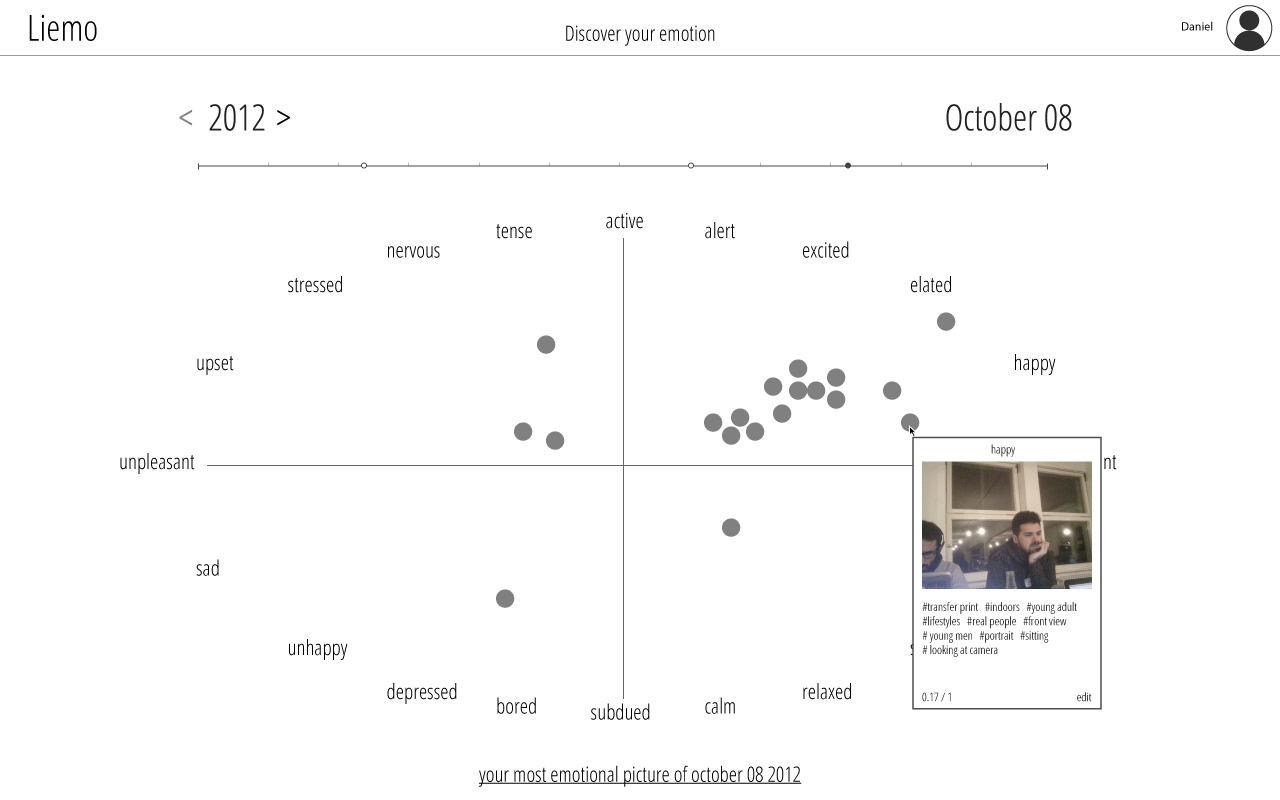 Liemo
Discover your emotion
Daniel
< 2012 >
October 08
active
tense
alert
nervous
excited
stressed
elated
upset
happy
unpleasant
nt
happy
#transfer print #indoors #young adult
#lifestyles #real people #front view
# young men #portrait #sitting
# looking at camera
0.17 / 1
edit
sad
unhappy
depressed
relaxed
bored
calm
subdued
your most emotional picture of october 08 2012